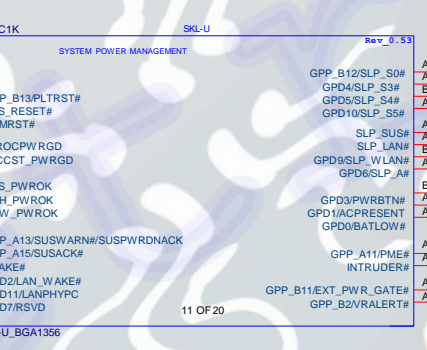 C1K
SKL-U
Rev_0.53
SYSTEM POWER MANAGEMENT
GPP_B12/SLP_S0#
GPD4/SLP_S3#
P_B13/PLTRST#
GPD5/SLP_S4#
S_RESET#
GPD10/SLP_S5#
MRST#
SLP_SUS#
ROCPWRGD
SLP_LAN#
CCST_PWRGD
GPD9/SLP_WLAN#
GPD6/SLP_A#
S_PWROK
H_PWROK
GPD3/PWRBTN#
W_PWROK
GPD1/ACPRESENT
GPD0/BATLOW#
P_A13/SUSWARN#/SUSPWRDNACK
P_A15/SUSACK#
GPP_A11/PME#
AKE#
INTRUDER#
D2/LAN_WAKE#
D11/LANPHYPC
GPP_B11/EXT_PWR_GATE#
D7/RSVD
GPP_B2/VRALERT#
11 OF 20
-U_BGA1356